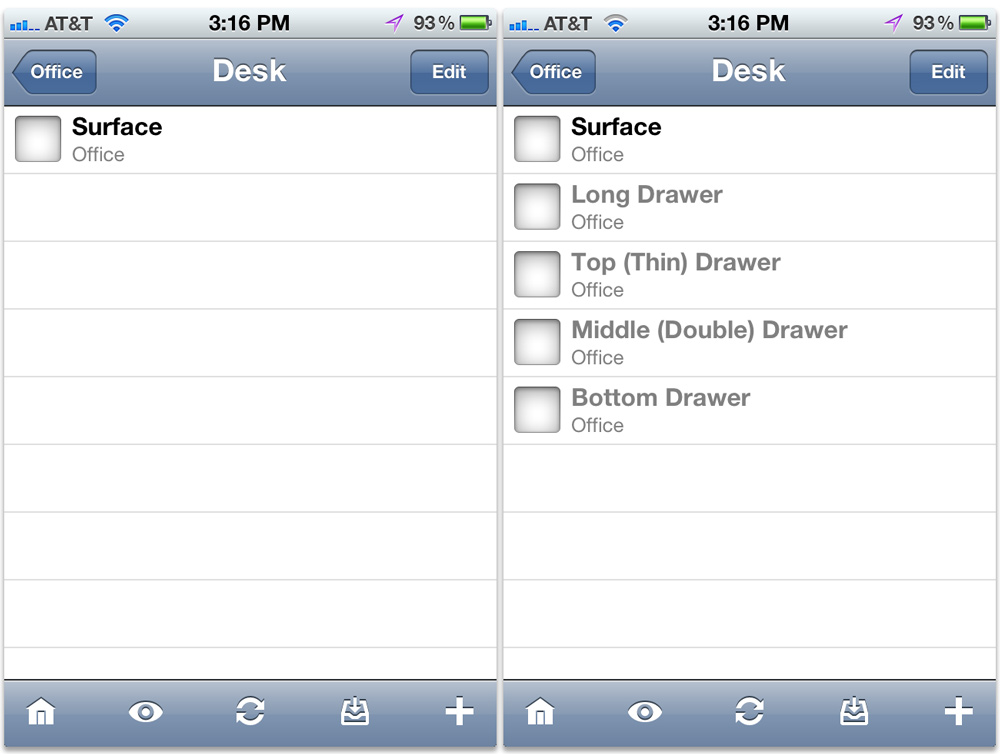 AT&T 3:16 PM 93%
Office Desk Edit
Surface
Office
AT&T 3:16 PM 93%
Office Desk Edit
Surface
Office
Long Drawer
Office
Top (Thin) Drawer
Office
Middle (Double) Drawer
Office
Bottom Drawer
Office